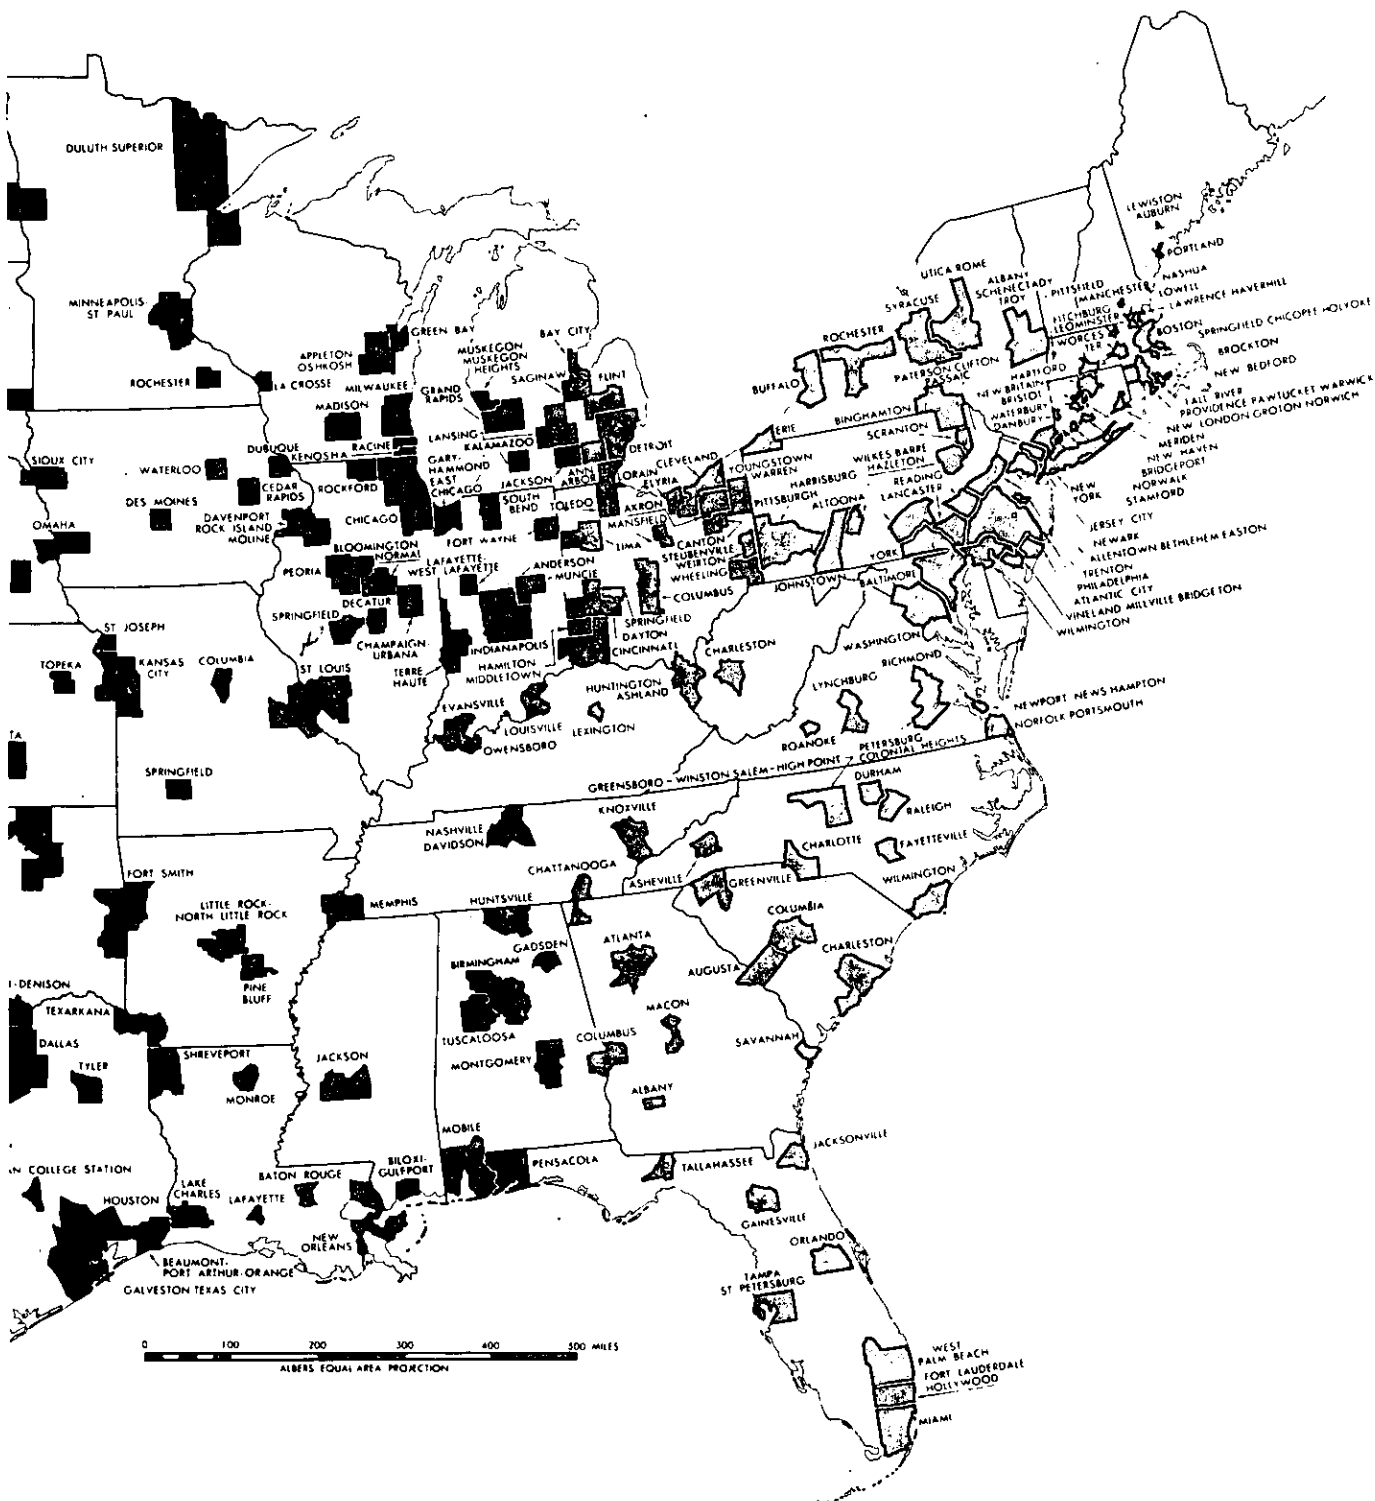 DULUTH SUPERIOR
LEWISTON
AUBURN
PORTLAND
UTICA ROME
ALBANY
SCHENECTADY
TROY
PITTSFIELD
MANCHESTER
NASHUA
LOWELL
LAWRENCE HAVERHILL
SYRACUSE
FITCHBURG
LEOMINSTER
BOSTON
SPRINGFIELD CHICOPEE HOLYOKE
WORCES
TER
BROCKTON
NEW BEDFORD
MINNEAPOLIS-
ST PAUL
GREEN BAY
BAY CITY
ROCHESTER
APPLETON
OSHKOSH
MUSKEGON
MUSKEGON
HEIGHTS
SAGINAW
FLINT
BUFFALO
PATERSON CLIFTON
PASSAIC
HARTFORD
NEW BRITAIN
BRISTOL
WATERBURY
DANBURY
FALL RIVER
PROVIDENCE PAWTUCKET WARWICK
NEW LONDON GROTON NORWICH
MERIDEN
NEW HAVEN
BRIDGEPORT
NORWALK
STAMFORD
ROCHESTER
LA CROSSE
MILWAUKEE
GRAND
RAPIDS
MADISON
LANSING
KALAMAZOO
DETROIT
ERIE
BINGHAMTON
SCRANTON
WILKES BARRE
HAZLETON
NEW
YORK
JERSEY CITY
NEWARK
ALLENTOWN BETHLEHEM EASTON
TRENTON
PHILADELPHIA
ATLANTIC CITY
VINELAND MILLVILLE BRIDGETON
WILMINGTON
SIOUX CITY
WATERLOO
DUBUQUE
RACINE
KENOSHA
GARY-
HAMMOND
EAST
CHICAGO
JACKSON
ANN
ARBOR
LORAIN
ELYRIA
CLEVELAND
YOUNGSTOWN
WARREN
HARRISBURG
READING
LANCASTER
DES MOINES
CEDAR
RAPIDS
ROCKFORD
CHICAGO
SOUTH
BEND
TOLEDO
AKRON
MANSFIELD
PITTSBURGH
ALTOONA
OMAHA
DAVENPORT
ROCK ISLAND
MOLINE
FORT WAYNE
LIMA
CANTON
STEUBENVILLE
WEIRTON
WHEELING
YORK
BLOOMINGTON
NORMAL
LAFAYETTE-
WEST LAFAYETTE
ANDERSON
MUNCIE
PEORIA
COLUMBUS
JOHNSTOWN
BALTIMORE
DECATUR
SPRINGFIELD
CHAMPAIGN-
URBANA
INDIANAPOLIS
SPRINGFIELD
DAYTON
CINCINNATI
CHARLESTON
WASHINGTON
ST JOSEPH
TOPEKA
KANSAS
CITY
COLUMBIA
ST LOUIS
TERRE
HAUTE
HAMILTON
MIDDLETOWN
HUNTINGTON
ASHLAND
RICHMOND
LYNCHBURG
NEWPORT NEWS HAMPTON
NORFOLK PORTSMOUTH
EVANSVILLE
LOUISVILLE
OWENSBORO
LEXINGTON
ROANOKE
PETERSBURG
COLONIAL HEIGHTS
TA
SPRINGFIELD
GREENSBORO - WINSTON SALEM - HIGH POINT
DURHAM
RALEIGH
NASHVILLE
DAVIDSON
KNOXVILLE
CHARLOTTE
FAYETTEVILLE
FORT SMITH
CHATTANOOGA
ASHEVILLE
GREENVILLE
WILMINGTON
LITTLE ROCK-
NORTH LITTLE ROCK
MEMPHIS
HUNTSVILLE
COLUMBIA
GADSDEN
ATLANTA
CHARLESTON
BIRMINGHAM
AUGUSTA
PINE
BLUFF
I-DENISON
TEXARKANA
MACON
TUSCALOOSA
COLUMBUS
SAVANNAH
DALLAS
TYLER
SHREVEPORT
JACKSON
MONTGOMERY
MONROE
ALBANY
MOBILE
JACKSONVILLE
AN COLLEGE STATION
BATON ROUGE
BILOXI-
GULFPORT
PENSACOLA
TALLAHASSEE
HOUSTON
LAKE
CHARLES
LAFAYETTE
GAINESVILLE
NEW
ORLEANS
ORLANDO
BEAUMONT-
PORT ARTHUR-ORANGE
GALVESTON TEXAS CITY
TAMPA
ST PETERSBURG
0 100 200 300 400 500 MILES
ALBERS EQUAL AREA PROJECTION
WEST
PALM BEACH
FORT LAUDERDALE
HOLLYWOOD
MIAMI